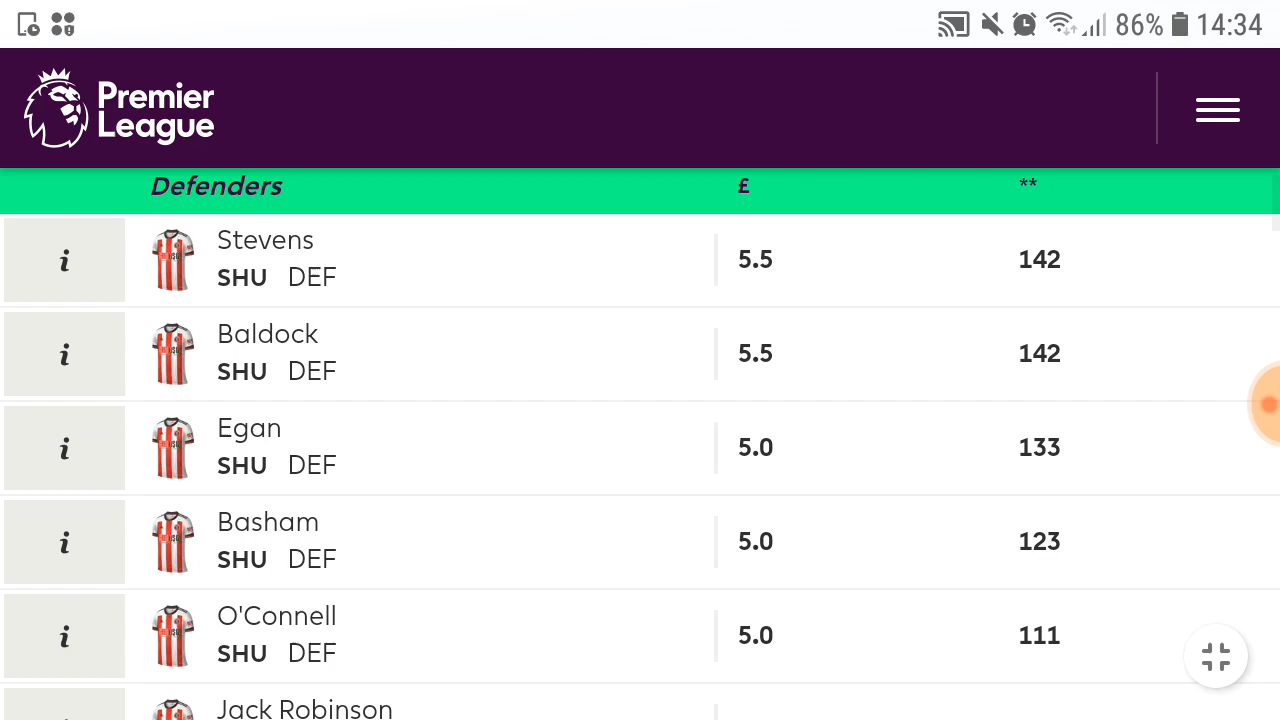 86% 14:34
Premier
League
Defenders £ **
i Stevens 5.5 142
SHU DEF
i Baldock 5.5 142
SHU DEF
i Egan 5.0 133
SHU DEF
i Basham 5.0 123
SHU DEF
i O'Connell 5.0 111
SHU DEF
Jack Robinson